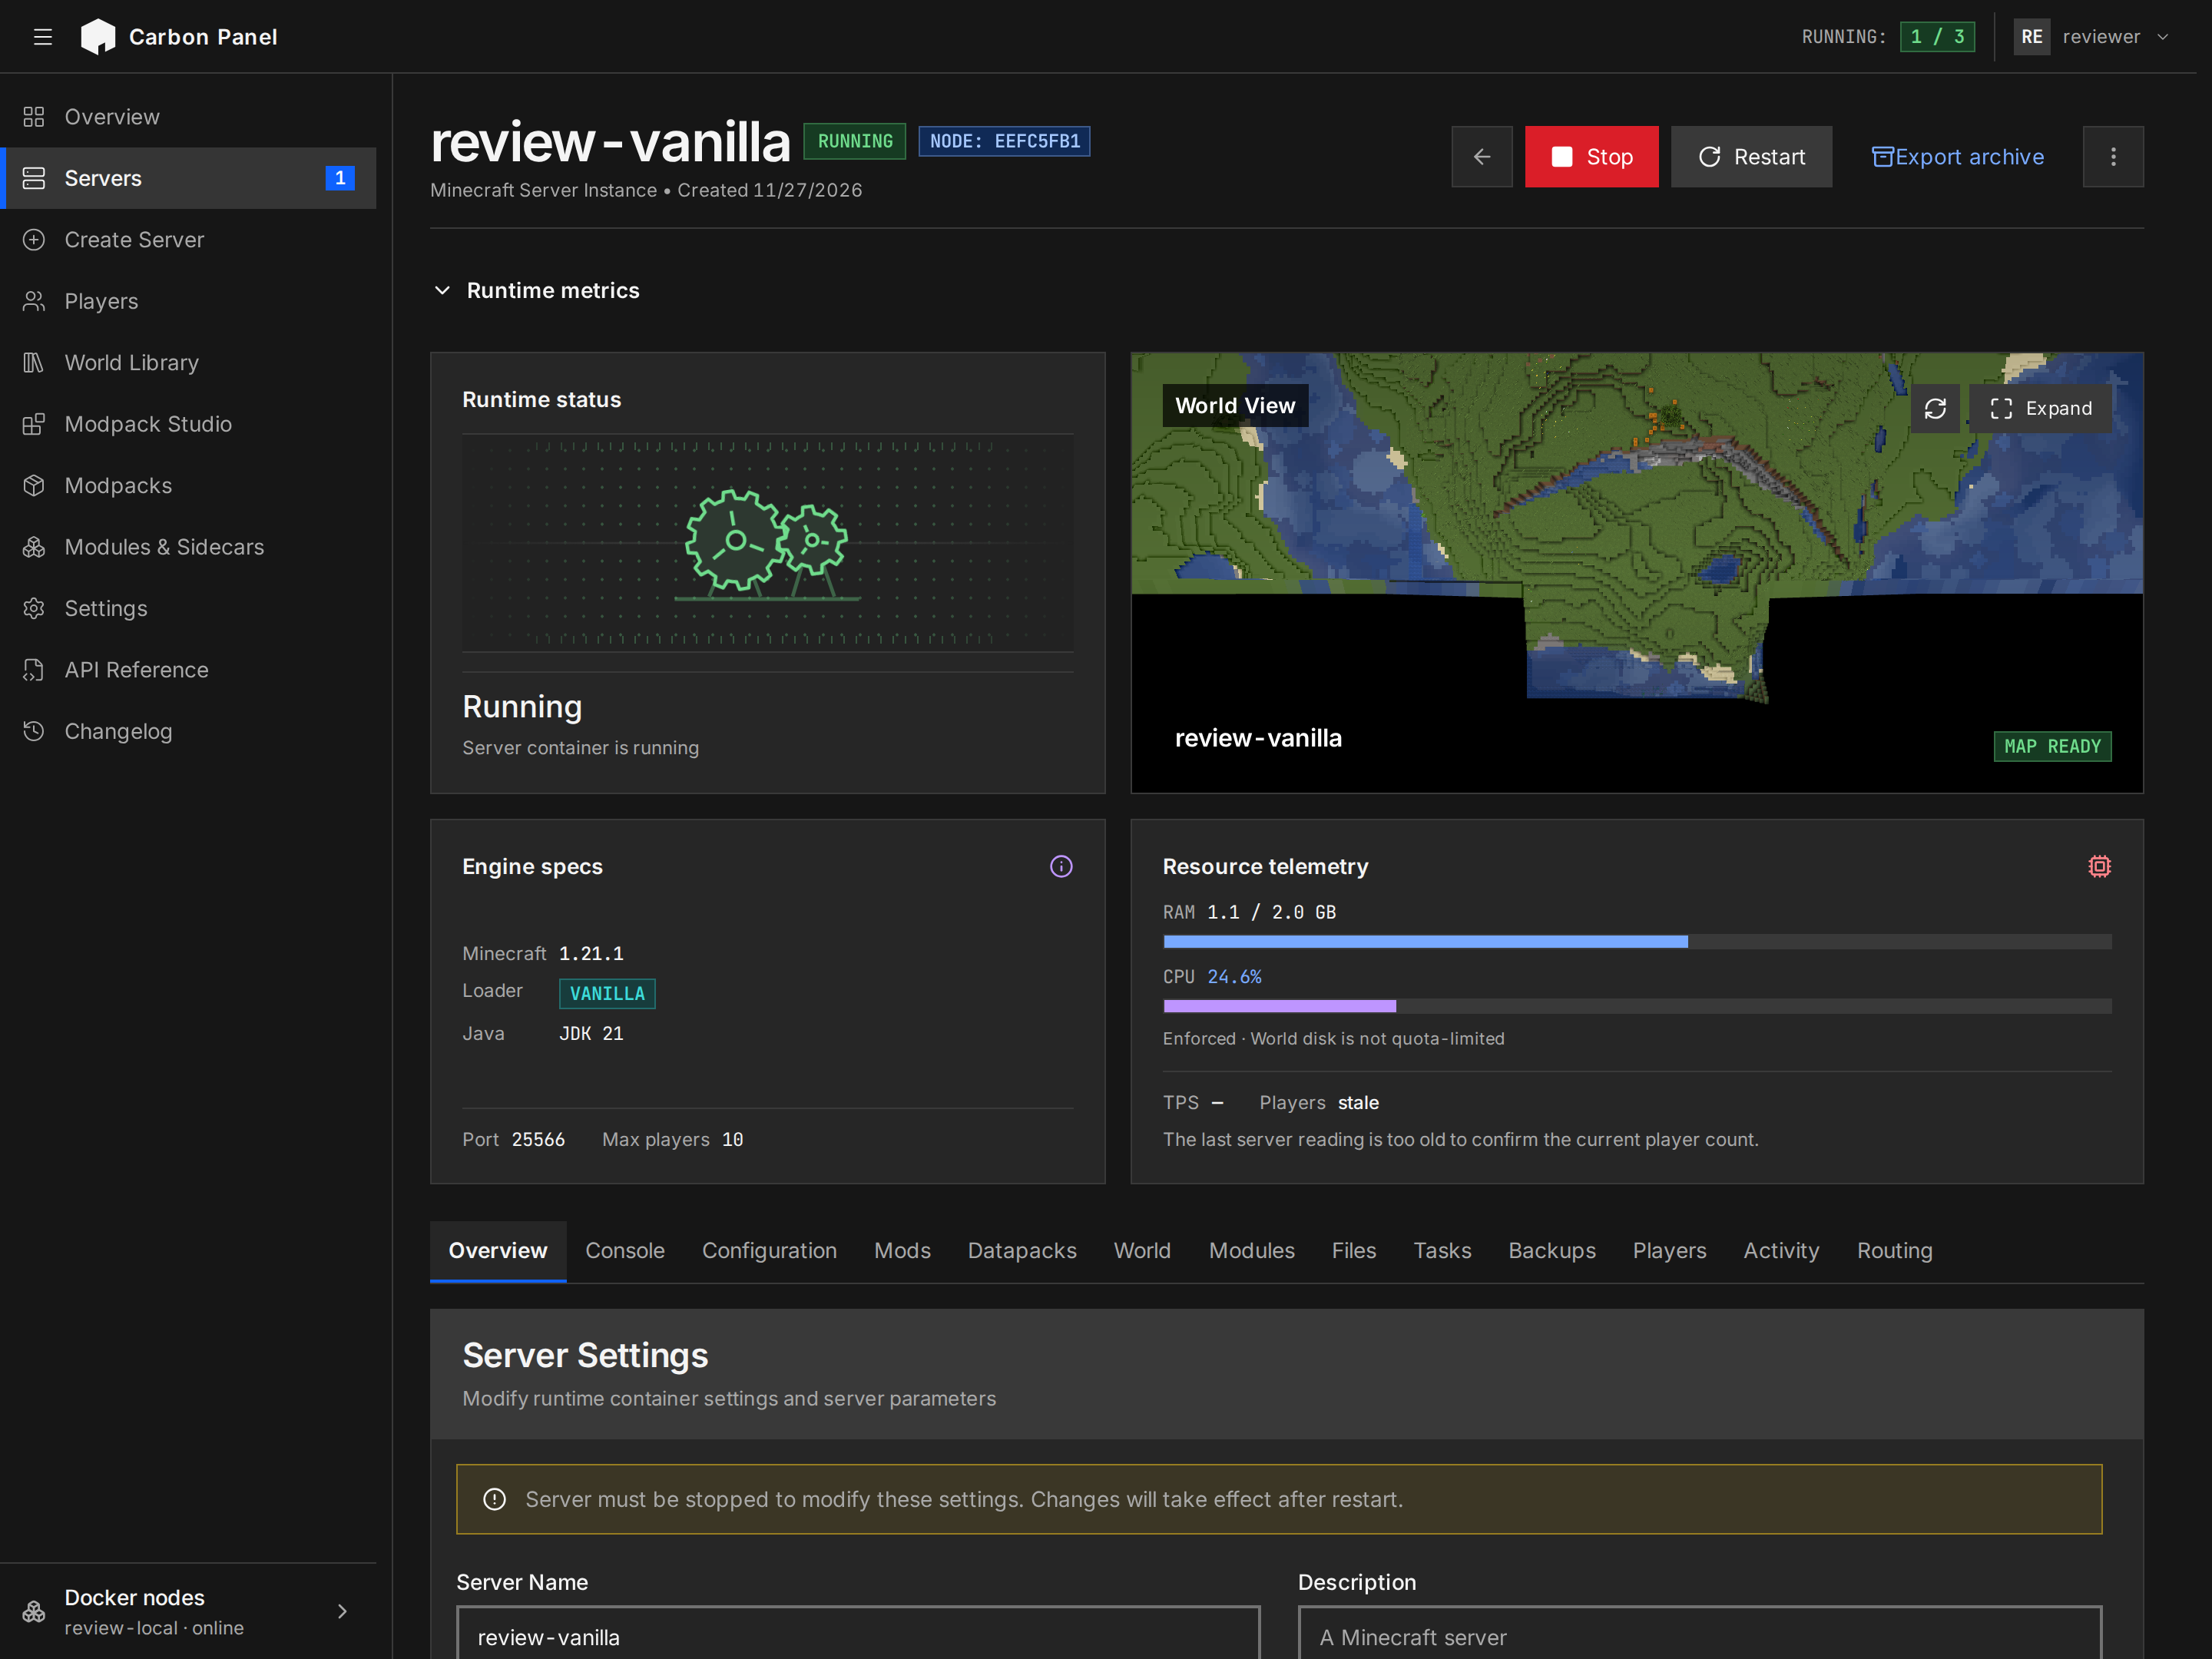 Carbon Panel
RUNNING: 1 / 3
RE reviewer
Overview
Servers 1
Create Server
Players
World Library
Modpack Studio
Modpacks
Modules & Sidecars
Settings
API Reference
Changelog
Docker nodes
review-local · online
review-vanilla RUNNING NODE: EEFC5FB1
Minecraft Server Instance • Created 11/27/2026
Stop Restart Export archive
Runtime metrics
Runtime status
Running
Server container is running
World View Expand
review-vanilla
MAP READY
Engine specs
Minecraft 1.21.1
Loader VANILLA
Java JDK 21
Port 25566 Max players 10
Resource telemetry
RAM 1.1 / 2.0 GB
CPU 24.6%
Enforced · World disk is not quota-limited
TPS — Players stale
The last server reading is too old to confirm the current player count.
Overview Console Configuration Mods Datapacks World Modules Files Tasks Backups Players Activity Routing
Server Settings
Modify runtime container settings and server parameters
Server must be stopped to modify these settings. Changes will take effect after restart.
Server Name Description
review-vanilla A Minecraft server